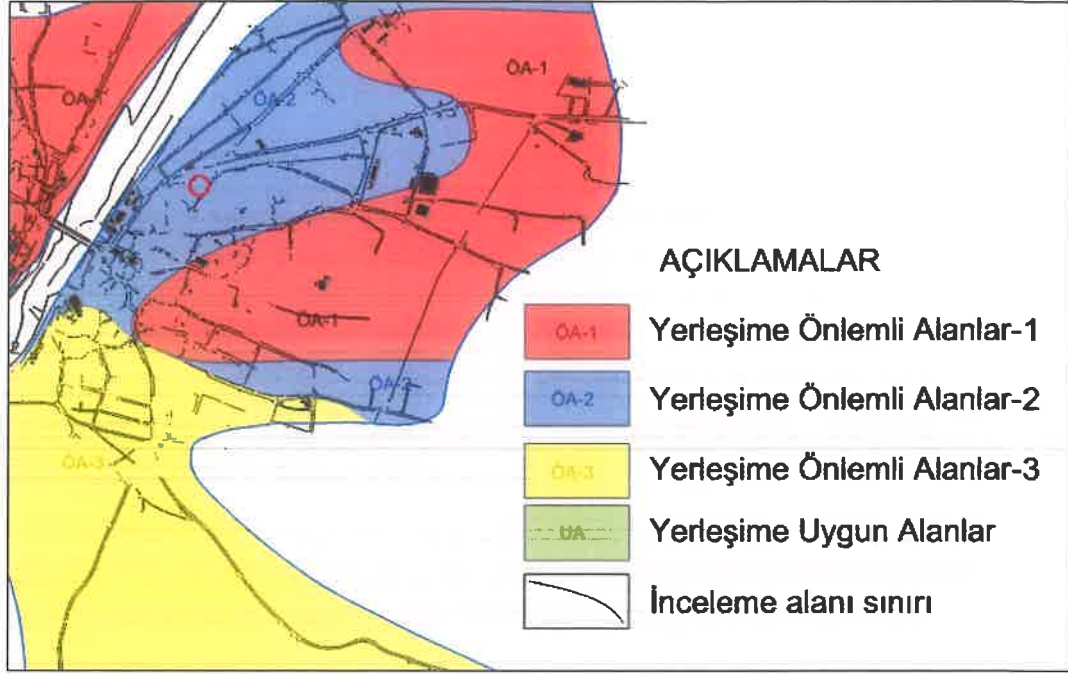 ÖA-1
ÖA-1
ÖA-2
ÖA-1
ÖA-2
ÖA-3
AÇIKLAMALAR
ÖA-1 Yerleşime Önlemli Alanlar-1
ÖA-2 Yerleşime Önlemli Alanlar-2
ÖA-3 Yerleşime Önlemli Alanlar-3
UA Yerleşime Uygun Alanlar
İnceleme alanı sınırı